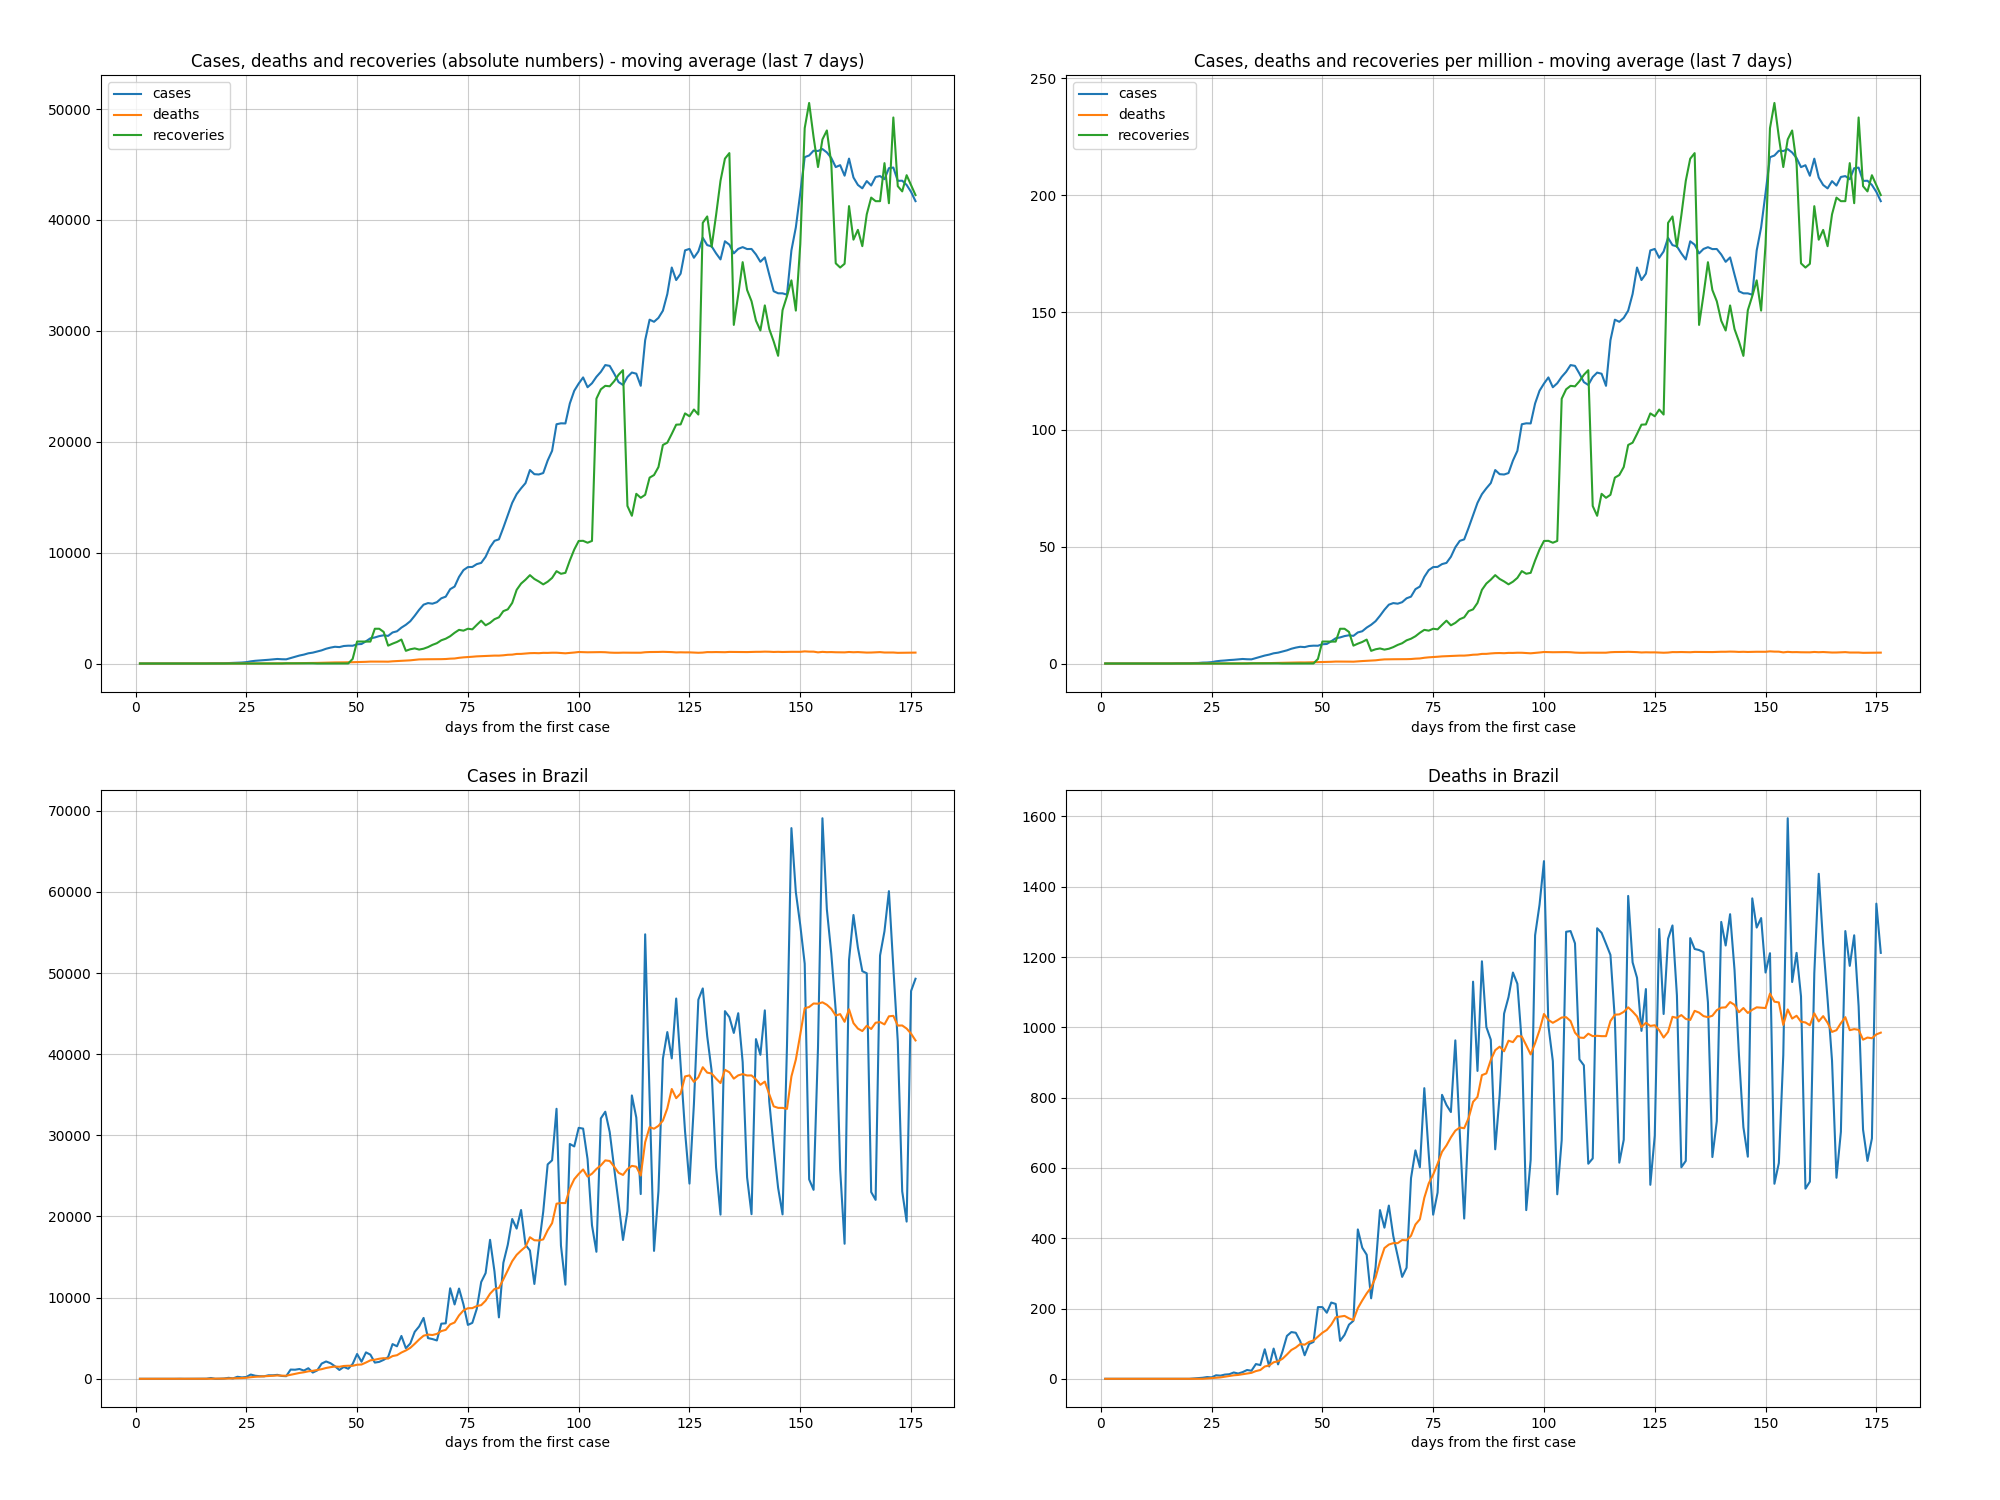 Cases, deaths and recoveries (absolute numbers) - moving average (last 7 days)
cases
deaths
recoveries
50000
40000
30000
20000
10000
0
0 25 50 75 100 125 150 175
days from the first case
Cases, deaths and recoveries per million - moving average (last 7 days)
cases
deaths
recoveries
250
200
150
100
50
0
0 25 50 75 100 125 150 175
days from the first case
Cases in Brazil
70000
60000
50000
40000
30000
20000
10000
0
0 25 50 75 100 125 150 175
days from the first case
Deaths in Brazil
1600
1400
1200
1000
800
600
400
200
0
0 25 50 75 100 125 150 175
days from the first case